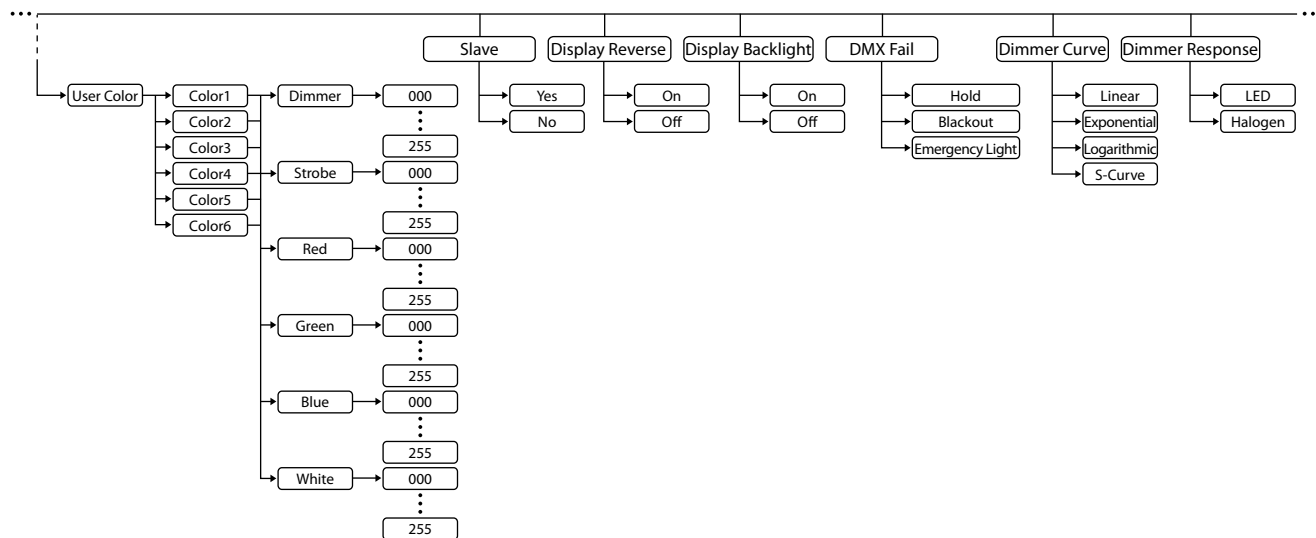 ... ...
Slave Display Reverse Display Backlight DMX Fail Dimmer Curve Dimmer Response
User Color Color1 Dimmer 000 Yes On On Hold Linear LED
Color2 No Off Off Blackout Exponential Halogen
Color3 255 Emergency Light Logarithmic
Color4 Strobe 000 S-Curve
Color5
Color6 255
Red 000
255
Green 000
255
Blue 000
255
White 000
255